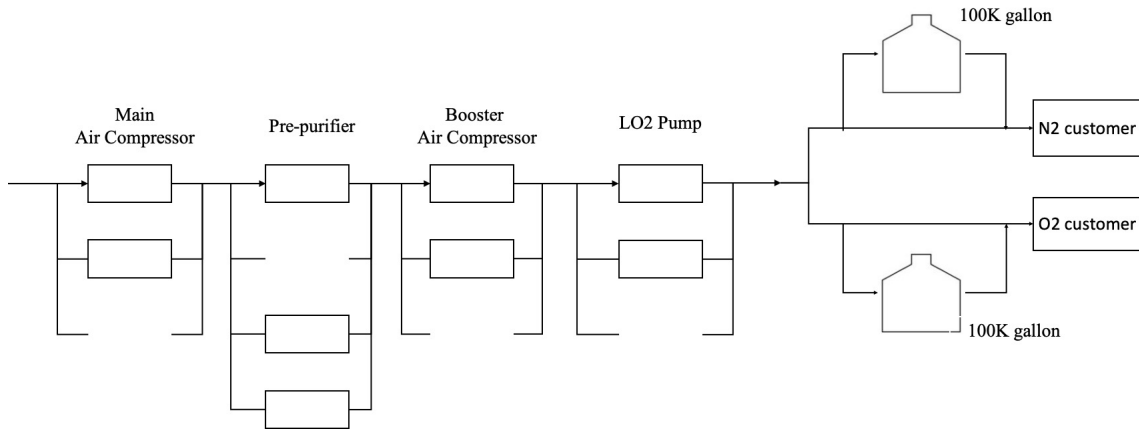 100K gallon
Main
Air Compressor
Pre-purifier
Booster
Air Compressor
LO2 Pump
N2 customer
O2 customer
100K gallon